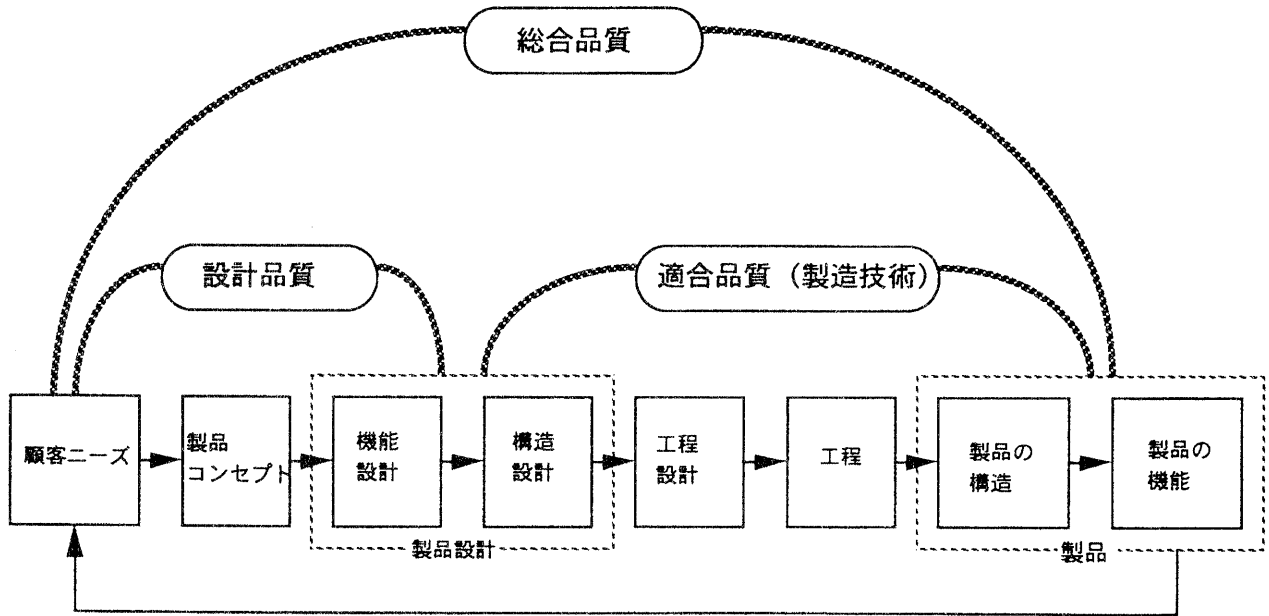 総合品質
設計品質
適合品質（製造技術）
顧客ニーズ
製品
コンセプト
機能
設計
構造
設計
工程
設計
工程
製品の
構造
製品の
機能
製品設計
製品